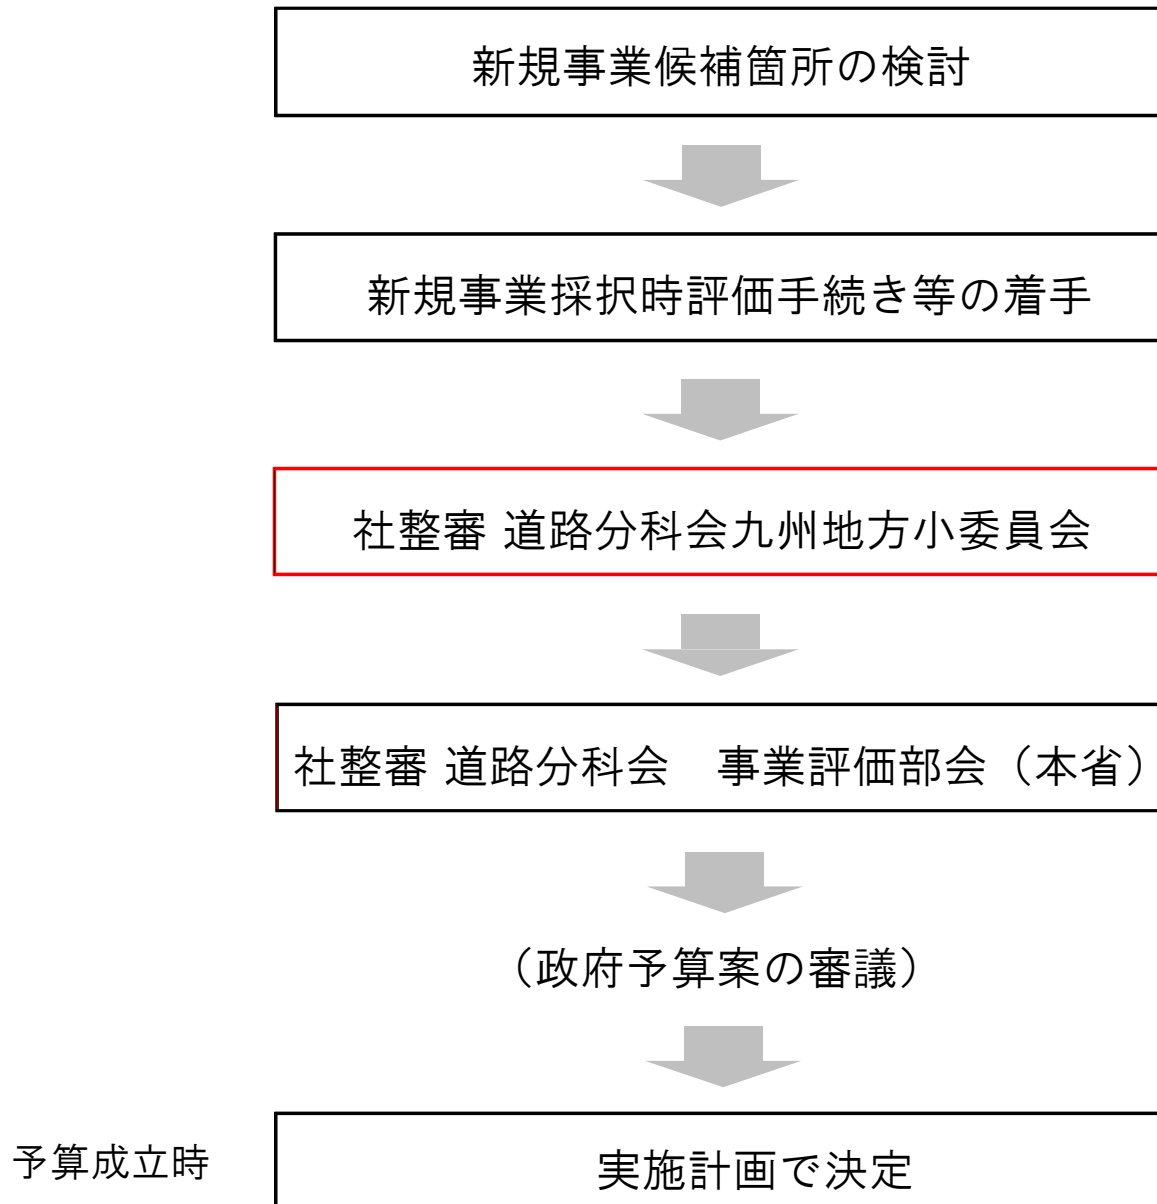 新規事業候補箇所の検討
新規事業採択時評価手続き等の着手
社整審 道路分科会九州地方小委員会
社整審 道路分科会　事業評価部会（本省）
（政府予算案の審議）
予算成立時
実施計画で決定